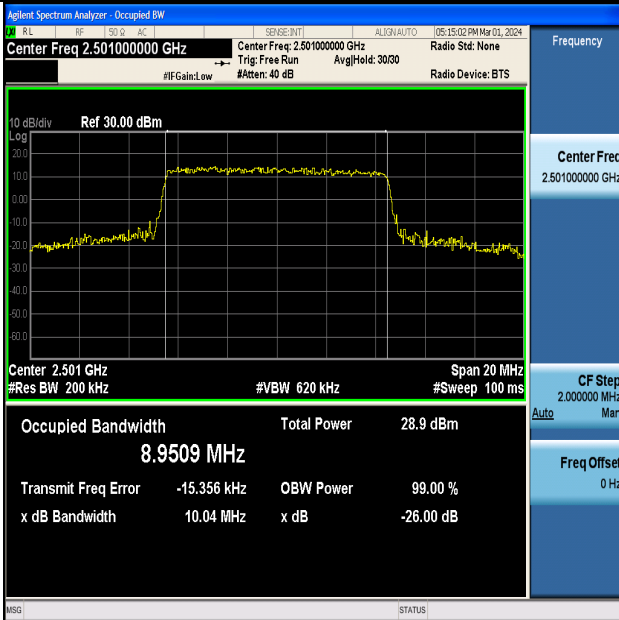 Agilent Spectrum Analyzer - Occupied BW
RL RF 50 Ω AC SENSE:INT ALIGN AUTO 05:15:02 PM Mar 01, 2024
Center Freq 2.501000000 GHz
Center Freq: 2.501000000 GHz Radio Std: None
Trig: Free Run Avg|Hold: 30/30
#IFGain:Low #Atten: 40 dB Radio Device: BTS
Frequency
10 dB/div Ref 30.00 dBm
Log
20.0
10.0
0.00
-10.0
-20.0
-30.0
-40.0
-50.0
-60.0
Center 2.501 GHz Span 20 MHz
#Res BW 200 kHz #VBW 620 kHz #Sweep 100 ms
Center Freq
2.501000000 GHz
CF Step
2.000000 MHz
Auto Man
Freq Offset
0 Hz
Occupied Bandwidth Total Power 28.9 dBm
8.9509 MHz
Transmit Freq Error -15.356 kHz OBW Power 99.00 %
x dB Bandwidth 10.04 MHz x dB -26.00 dB
MSG STATUS